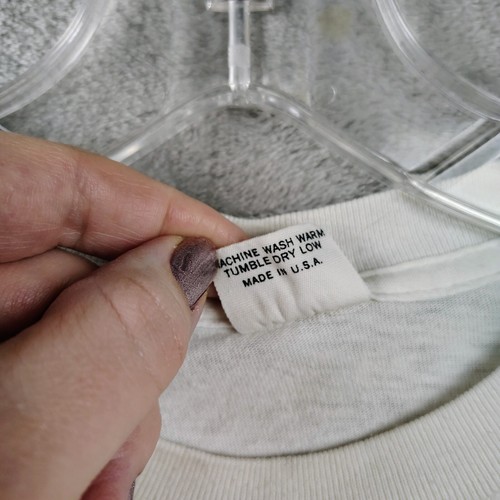 MACHINE WASH WARM
TUMBLE DRY LOW
MADE IN U.S.A.